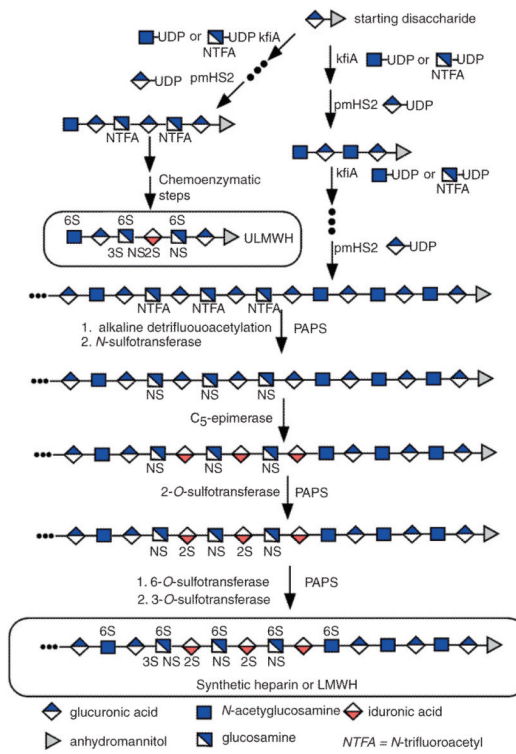 starting disaccharide
UDP or UDP kfiA
NTFA
UDP pmHS2
kfiA UDP or UDP
NTFA
pmHS2 UDP
NTFA NTFA
kfiA UDP or UDP
NTFA
Chemoenzymatic
steps
6S 6S 6S
ULMWH
3S NS2S NS
pmHS2 UDP
NTFA NTFA NTFA
1. alkaline detrifluouoacetylation PAPS
2. N-sulfotransferase
NS NS NS
C5-epimerase
NS NS NS
2-O-sulfotransferase PAPS
NS 2S NS 2S NS
1. 6-O-sulfotransferase PAPS
2. 3-O-sulfotransferase
6S 6S 6S 6S 6S
3S NS 2S NS 2S NS
Synthetic heparin or LMWH
glucuronic acid N-acetyglucosamine iduronic acid
anhydromannitol glucosamine NTFA = N-trifluoroacetyl